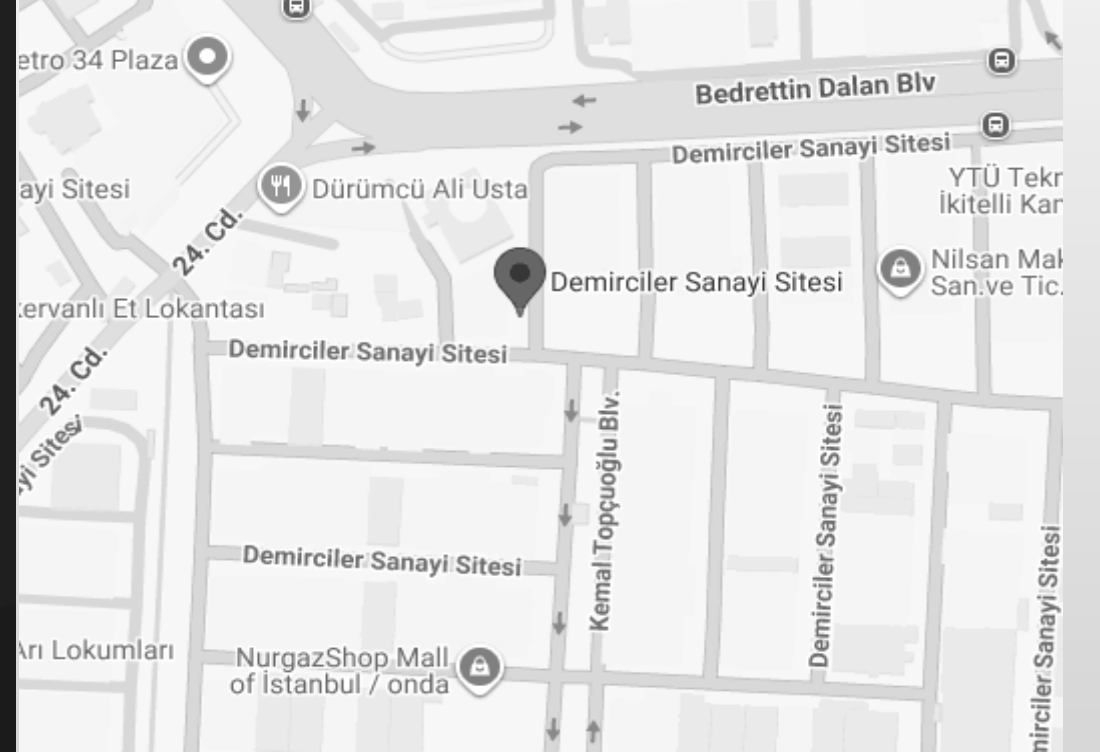 etro 34 Plaza
Bedrettin Dalan Blv
Demirciler Sanayi Sitesi
ayi Sitesi
Dürümcü Ali Usta
YTÜ Tekr
İkitelli Kar
24. Cd.
Demirciler Sanayi Sitesi
Nilsan Mak
San.ve Tic.
kervanlı Et Lokantası
Demirciler Sanayi Sitesi
24. Cd.
yi Sitesi
Kemal Topçuoğlu Blv.
Demirciler Sanayi Sitesi
Demirciler Sanayi Sitesi
mirciler Sanayi Sitesi
Arı Lokumları
NurgazShop Mall
of İstanbul / onda